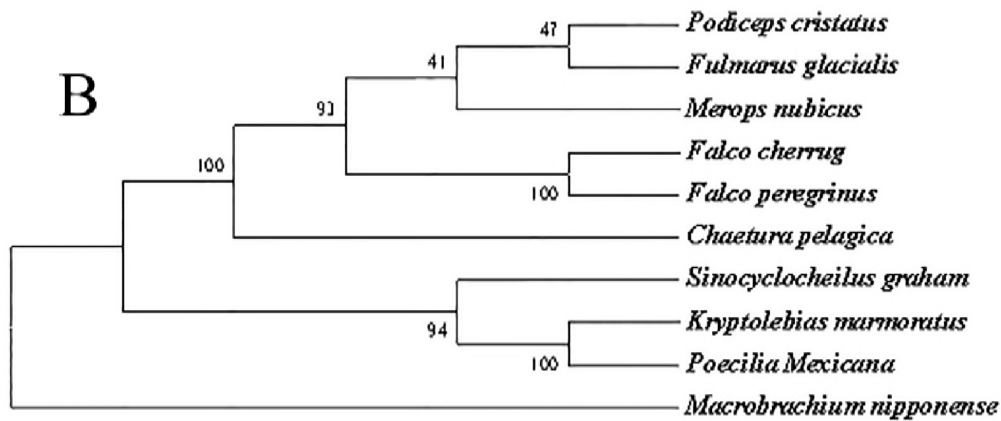 47
Podiceps cristatus
Fulmarus glacialis
41
B
Merops nubicus
93
Falco cherrug
100
Falco peregrinus
100
Chaetura pelagica
Sinocyclocheilus graham
94
Kryptolebias marmoratus
100
Poecilia Mexicana
Macrobrachium nipponense